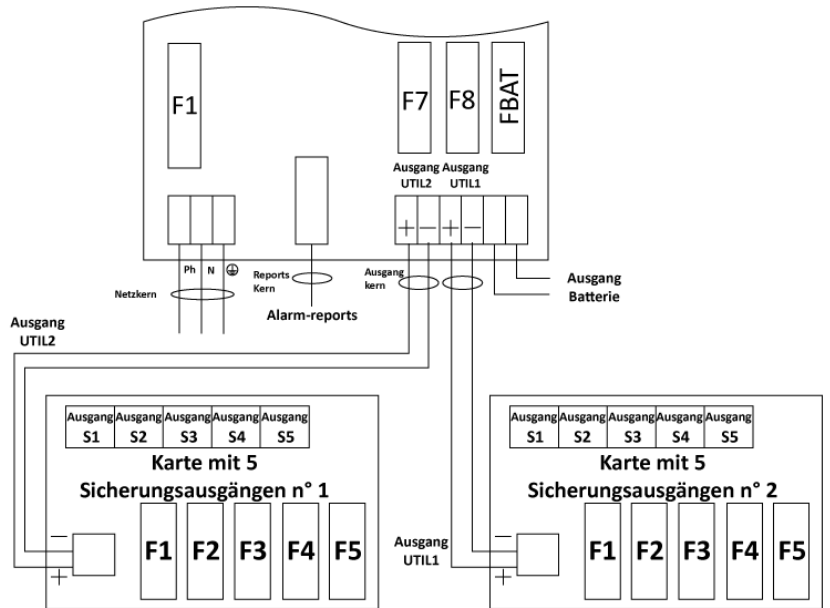 F1
F7
F8
FBAT
Ausgang Ausgang
UTIL2 UTIL1
+ − + −
Ph N
Netzkern
Reports
Kern
Alarm-reports
Ausgang
kern
Ausgang
Batterie
Ausgang
UTIL2
Ausgang Ausgang Ausgang Ausgang Ausgang
S1 S2 S3 S4 S5
Karte mit 5
Sicherungsausgängen n° 1
−
+
F1 F2 F3 F4 F5
Ausgang
UTIL1
Ausgang Ausgang Ausgang Ausgang Ausgang
S1 S2 S3 S4 S5
Karte mit 5
Sicherungsausgängen n° 2
−
+
F1 F2 F3 F4 F5